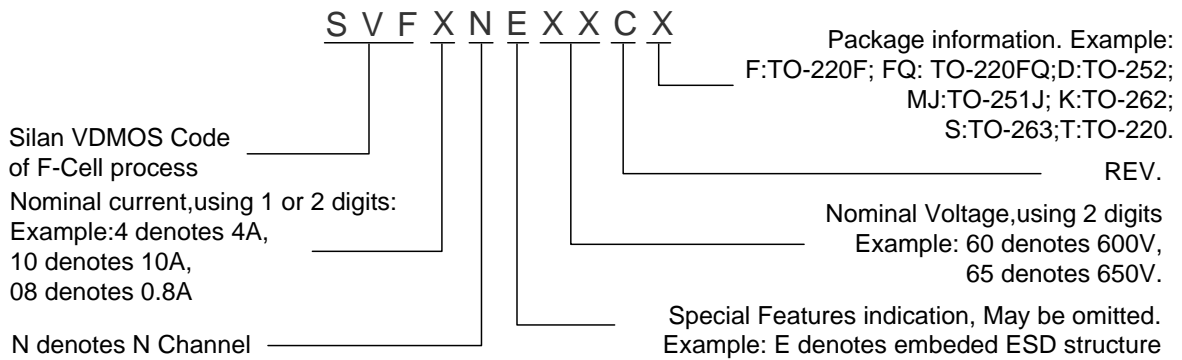 S V F X N E X X C X
Package information. Example:
F:TO-220F; FQ: TO-220FQ;D:TO-252;
MJ:TO-251J; K:TO-262;
S:TO-263;T:TO-220.
Silan VDMOS Code
of F-Cell process
REV.
Nominal current,using 1 or 2 digits:
Example:4 denotes 4A,
10 denotes 10A,
08 denotes 0.8A
Nominal Voltage,using 2 digits
Example: 60 denotes 600V,
65 denotes 650V.
N denotes N Channel
Special Features indication, May be omitted.
Example: E denotes embeded ESD structure